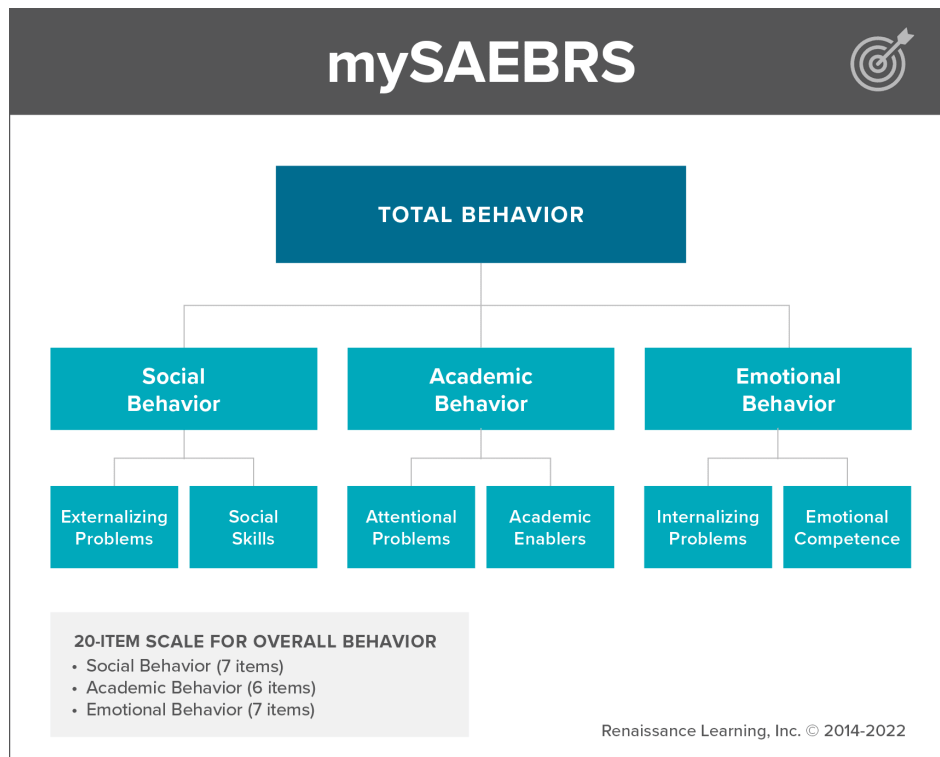 mySAEBRS
TOTAL BEHAVIOR
Social
Behavior
Academic
Behavior
Emotional
Behavior
Externalizing
Problems
Social
Skills
Attentional
Problems
Academic
Enablers
Internalizing
Problems
Emotional
Competence
20-ITEM SCALE FOR OVERALL BEHAVIOR
• Social Behavior (7 items)
• Academic Behavior (6 items)
• Emotional Behavior (7 items)
Renaissance Learning, Inc. © 2014-2022